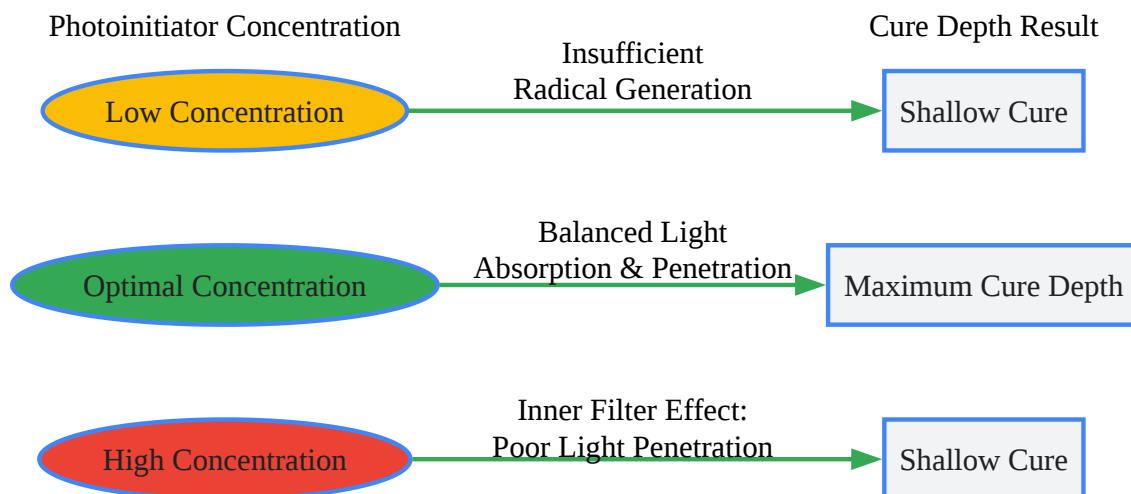 Photoinitiator Concentration
Cure Depth Result
Low Concentration
Insufficient
Radical Generation
Shallow Cure
Optimal Concentration
Balanced Light
Absorption & Penetration
Maximum Cure Depth
High Concentration
Inner Filter Effect:
Poor Light Penetration
Shallow Cure